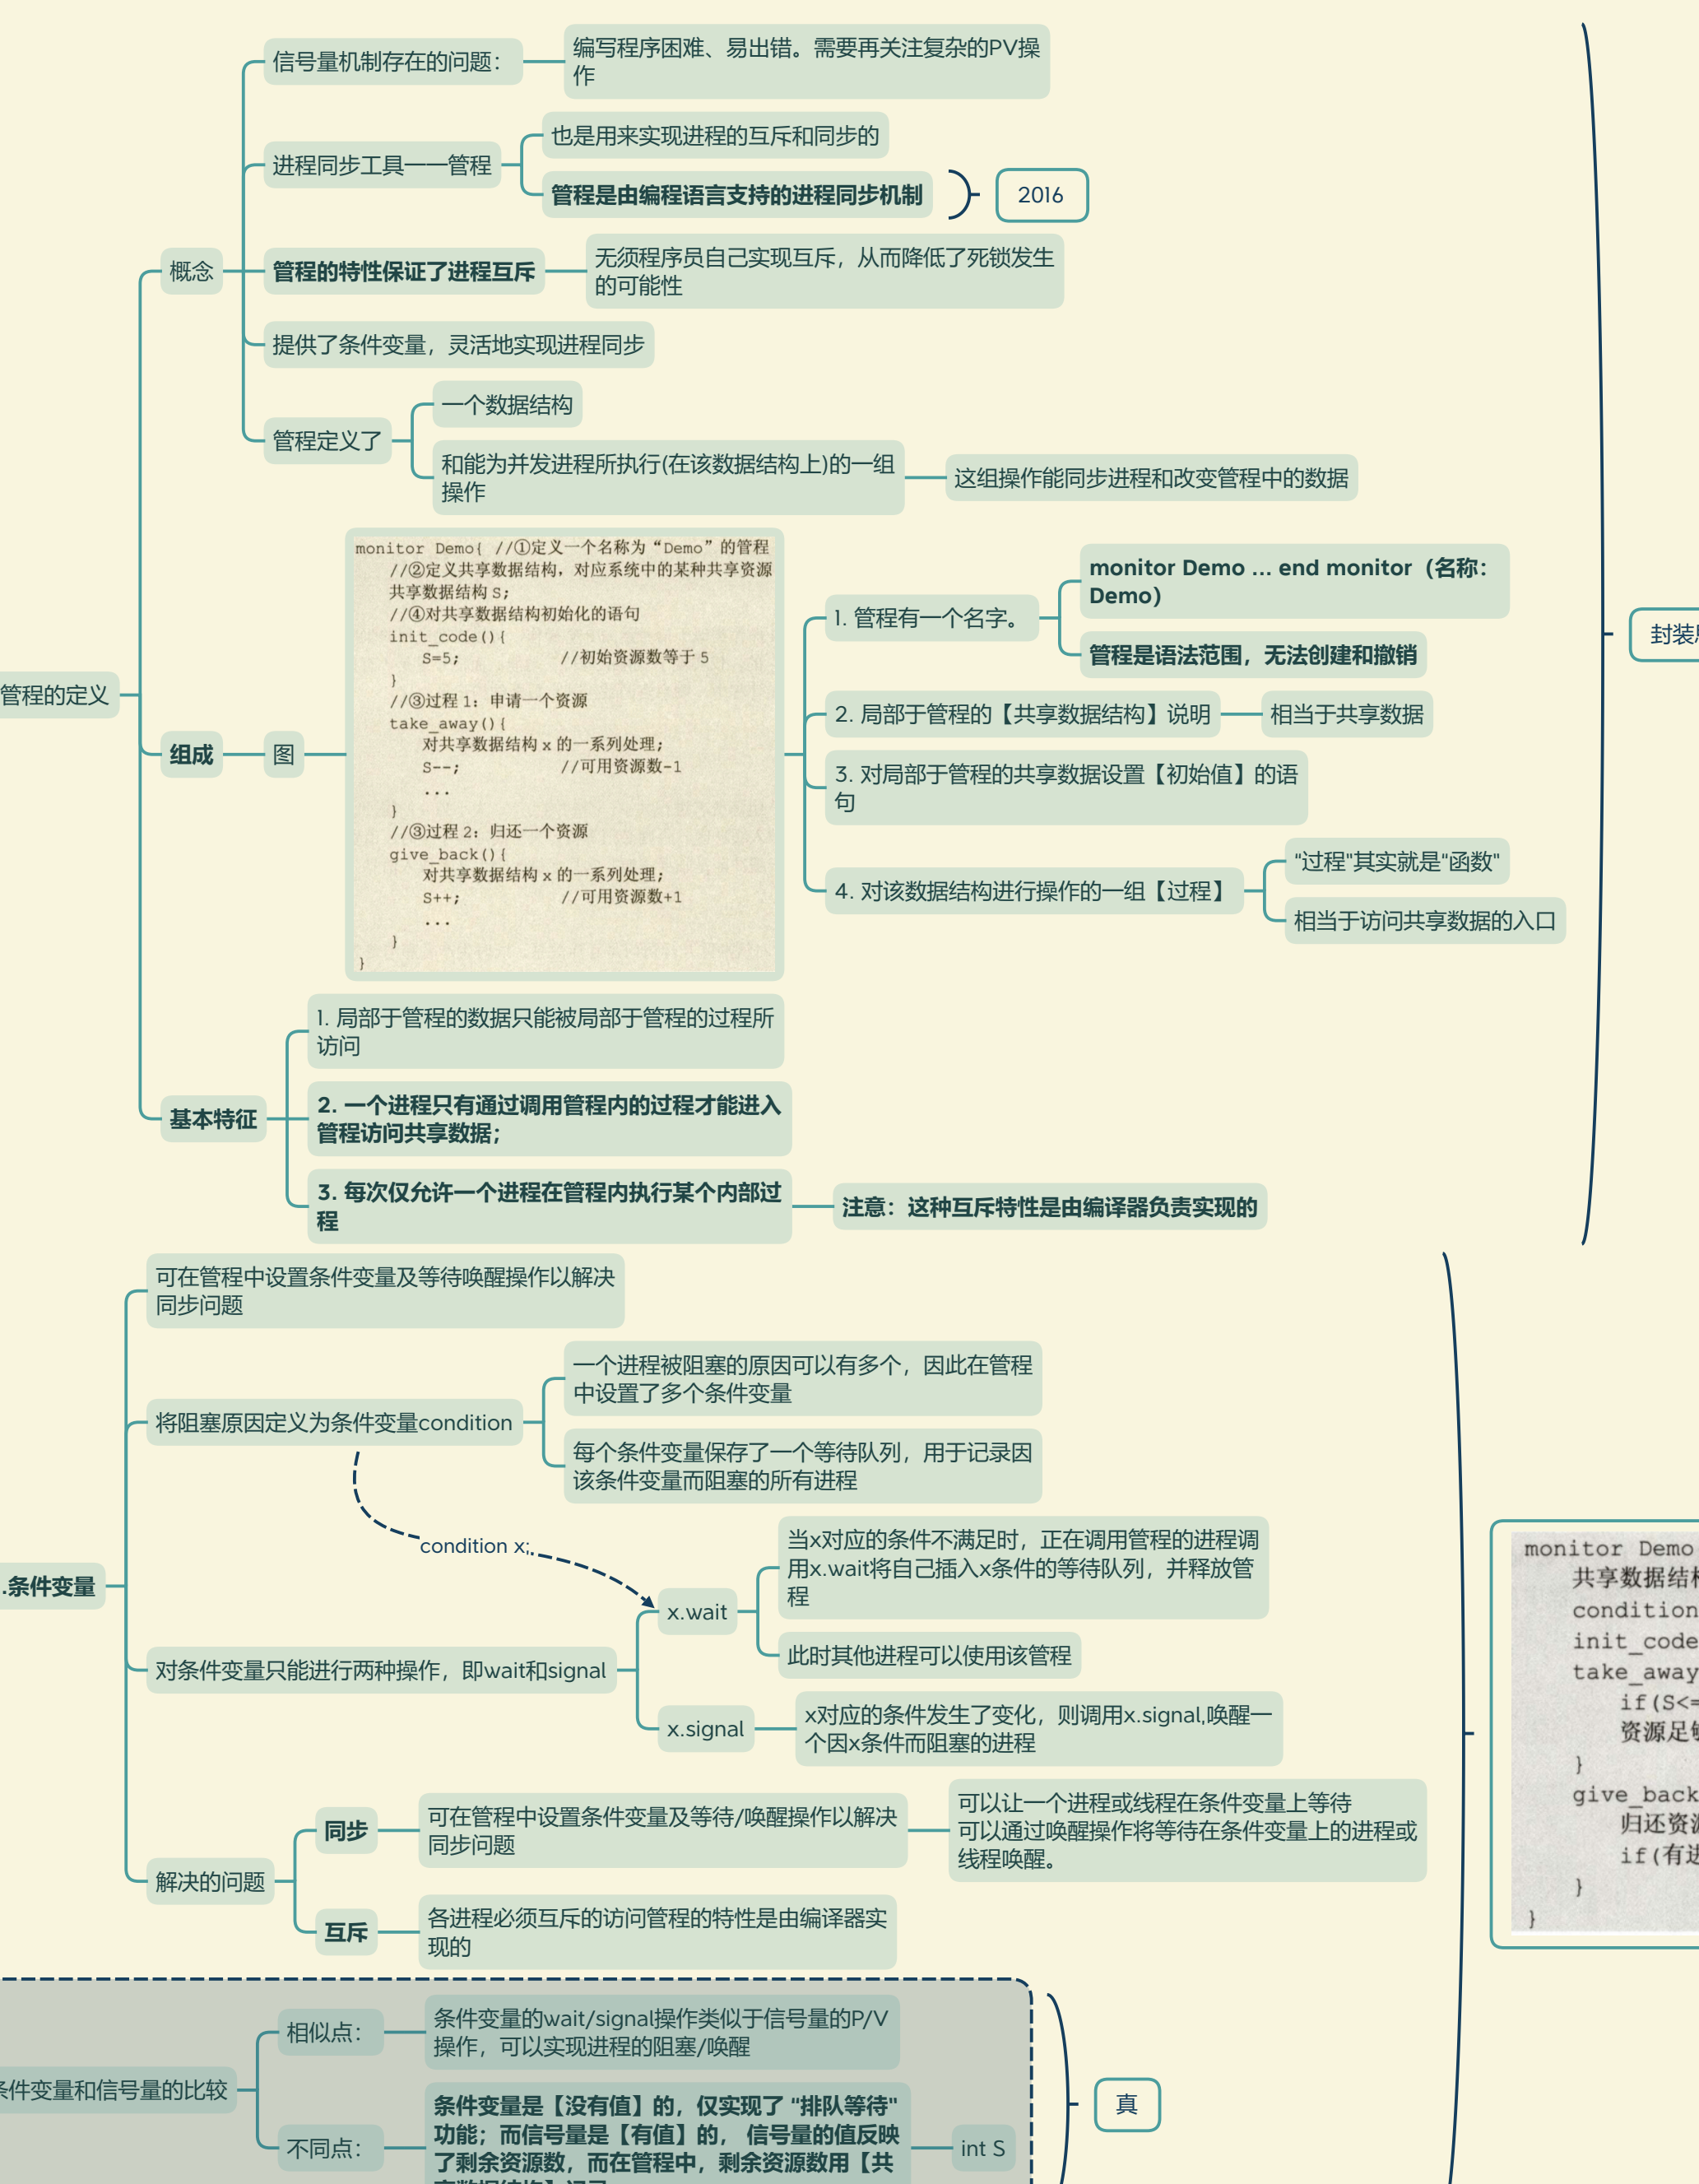 信号量机制存在的问题：
编写程序困难、易出错。需要再关注复杂的PV操
作
进程同步工具——管程
也是用来实现进程的互斥和同步的
管程是由编程语言支持的进程同步机制
2016
概念
管程的特性保证了进程互斥
无须程序员自己实现互斥，从而降低了死锁发生
的可能性
提供了条件变量，灵活地实现进程同步
管程定义了
一个数据结构
和能为并发进程所执行(在该数据结构上)的一组
操作
这组操作能同步进程和改变管程中的数据
管程的定义
组成
图
monitor Demo{ //①定义一个名称为“Demo”的管程
//②定义共享数据结构，对应系统中的某种共享资源
共享数据结构 S;
//④对共享数据结构初始化的语句
init_code(){
S=5; //初始资源数等于 5
}
//③过程 1：申请一个资源
take_away(){
对共享数据结构 x 的一系列处理;
S--; //可用资源数-1
...
}
//③过程 2：归还一个资源
give_back(){
对共享数据结构 x 的一系列处理;
S++; //可用资源数+1
...
}
}
1. 管程有一个名字。
monitor Demo ... end monitor（名称：
Demo）
管程是语法范围，无法创建和撤销
2. 局部于管程的【共享数据结构】说明
相当于共享数据
3. 对局部于管程的共享数据设置【初始值】的语
句
4. 对该数据结构进行操作的一组【过程】
“过程”其实就是“函数”
相当于访问共享数据的入口
封装
基本特征
1. 局部于管程的数据只能被局部于管程的过程所
访问
2. 一个进程只有通过调用管程内的过程才能进入
管程访问共享数据；
3. 每次仅允许一个进程在管程内执行某个内部过
程
注意：这种互斥特性是由编译器负责实现的
.条件变量
可在管程中设置条件变量及等待唤醒操作以解决
同步问题
将阻塞原因定义为条件变量condition
一个进程被阻塞的原因可以有多个，因此在管程
中设置了多个条件变量
每个条件变量保存了一个等待队列，用于记录因
该条件变量而阻塞的所有进程
condition x;
对条件变量只能进行两种操作，即wait和signal
x.wait
当x对应的条件不满足时，正在调用管程的进程调
用x.wait将自己插入x条件的等待队列，并释放管
程
此时其他进程可以使用该管程
x.signal
x对应的条件发生了变化，则调用x.signal,唤醒一
个因x条件而阻塞的进程
解决的问题
同步
可在管程中设置条件变量及等待/唤醒操作以解决
同步问题
可以让一个进程或线程在条件变量上等待
可以通过唤醒操作将等待在条件变量上的进程或
线程唤醒。
互斥
各进程必须互斥的访问管程的特性是由编译器实
现的
monitor Demo
共享数据结
condition
init_code
take_away
if(S<=
资源足
}
give_back
归还资
if(有进
}
}
条件变量和信号量的比较
相似点：
条件变量的wait/signal操作类似于信号量的P/V
操作，可以实现进程的阻塞/唤醒
不同点：
条件变量是【没有值】的，仅实现了 "排队等待"
功能；而信号量是【有值】的， 信号量的值反映
了剩余资源数，而在管程中，剩余资源数用【共
int S
真